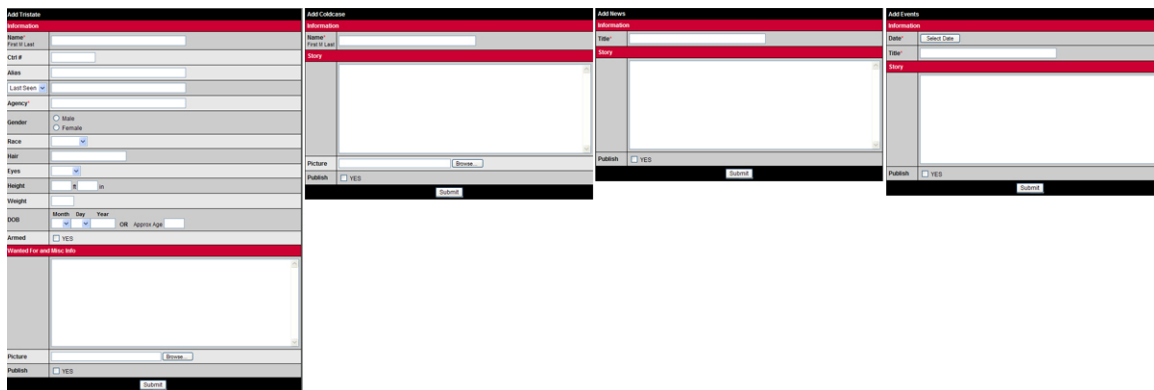 Add Tristate
Information
Name*
First M Last
Ctrl #
Alias
Last Seen
Agency*
Gender
Male
Female
Race
Hair
Eyes
Height
ft in
Weight
Month Day Year
DOB
OR Approx Age
Armed
YES
Wanted For and Misc Info
Picture
Browse...
Publish
YES
Submit
Add Coldcase
Information
Name*
First M Last
Story
Picture
Browse...
Publish
YES
Submit
Add News
Information
Title*
Story
Publish
YES
Submit
Add Events
Information
Date*
Select Date
Title*
Story
Publish
YES
Submit